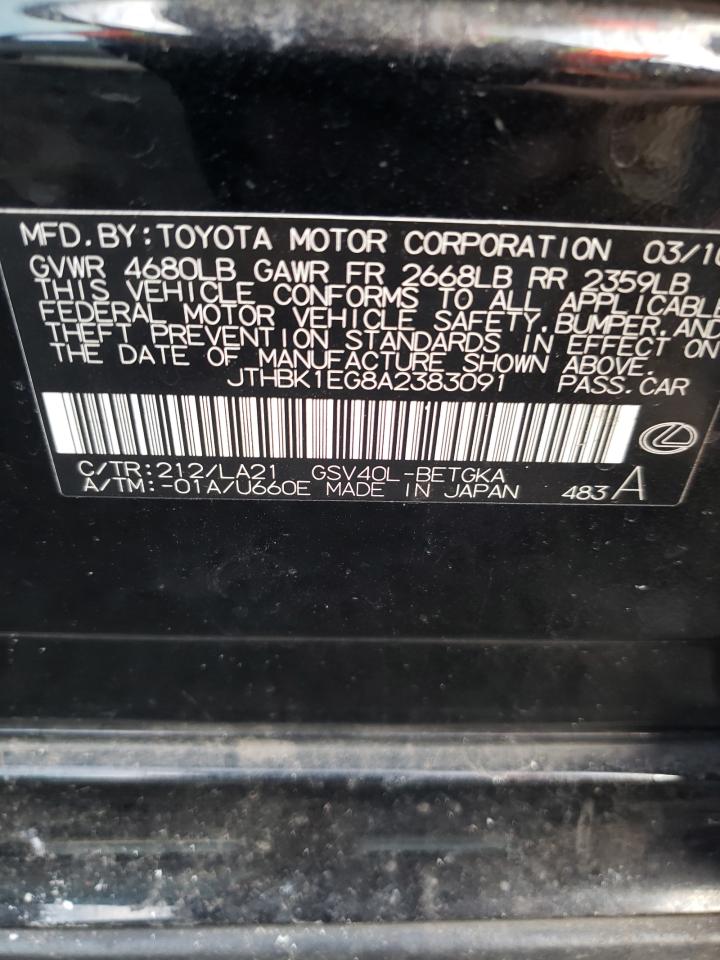 MFD.BY:TOYOTA MOTOR CORPORATION 03/10
GVWR 4680LB GAWR FR 2668LB RR 2359LB
THIS VEHICLE CONFORMS TO ALL APPLICABLE
FEDERAL MOTOR VEHICLE SAFETY,BUMPER,AND
THEFT PREVENTION STANDARDS IN EFFECT ON
THE DATE OF MANUFACTURE SHOWN ABOVE.
JTHBK1EG8A2383091 PASS.CAR
C/TR:212/LA21 GSV40L-BETGKA
A/TM:-01A/U660E MADE IN JAPAN 483 A